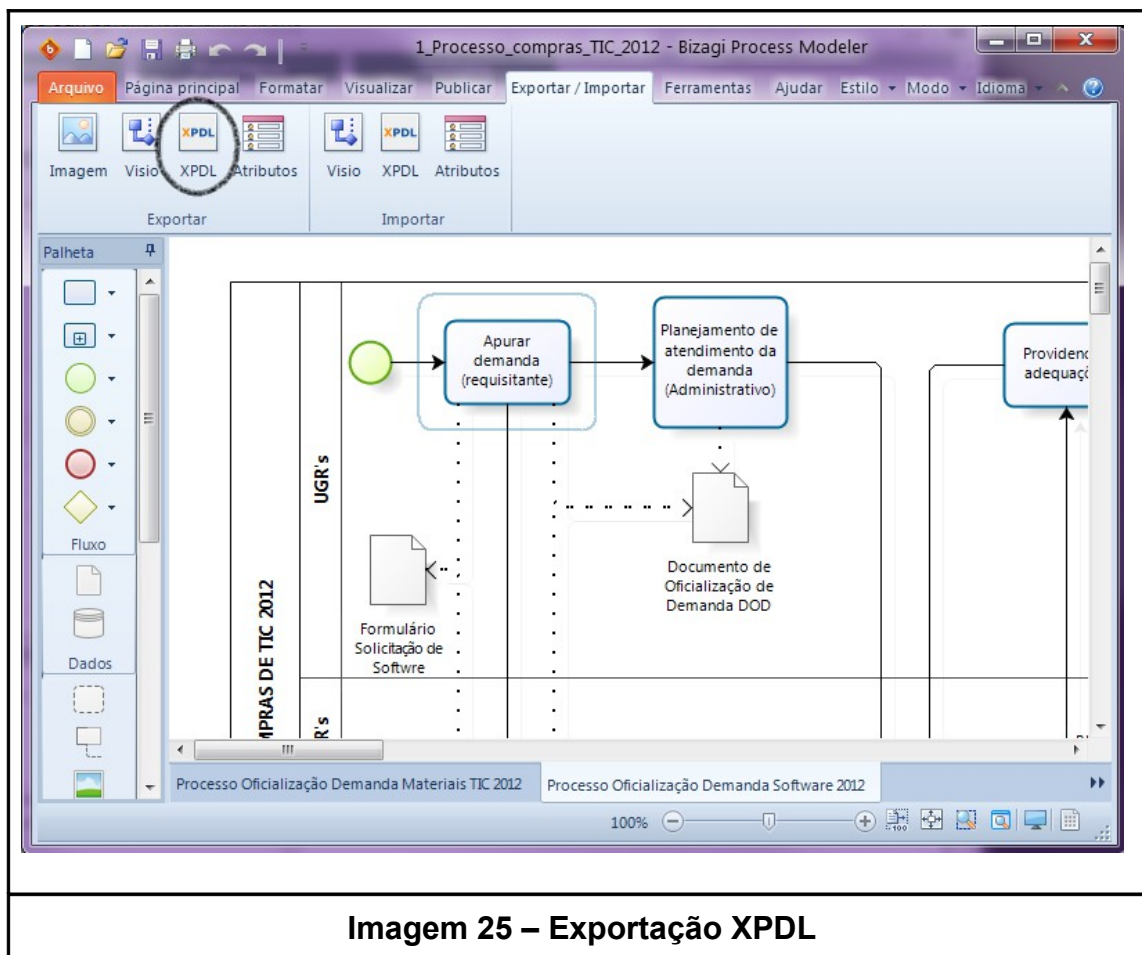 1_Processo_compras_TIC_2012 - Bizagi Process Modeler
Arquivo Página principal Formatar Visualizar Publicar Exportar / Importar Ferramentas Ajudar Estilo Modo Idioma
XPDL XPDL
Imagem Visio XPDL Atributos Visio XPDL Atributos
Exportar Importar
Palheta
Fluxo
Dados
MPRAS DE TIC 2012
UGR's
R's
Apurar
demanda
(requisitante)
Planejamento de
atendimento da
demanda
(Administrativo)
Providenc
adequaç
Documento de
Oficialização de
Demanda DOD
Formulário
Solicitação de
Softwre
Processo Oficialização Demanda Materiais TIC 2012 Processo Oficialização Demanda Software 2012
100%
Imagem 25 – Exportação XPDL